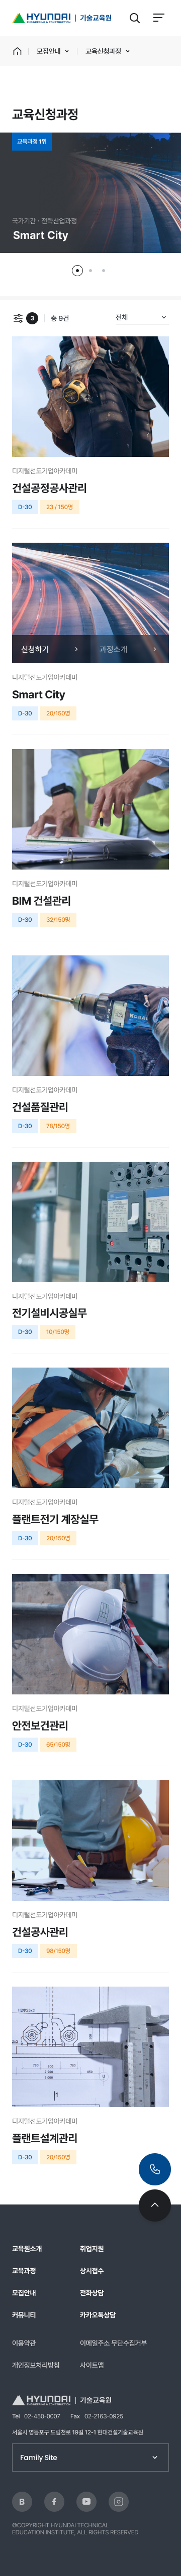 HYUNDAI
ENGINEERING & CONSTRUCTION
기술교육원
모집안내
교육신청과정
교육신청과정
교육과정 1위
국가기간·전략산업과정
Smart City
3
총 9건
전체
디지털선도기업아카데미
건설공정공사관리
D-30
23 / 150명
신청하기
과정소개
디지털선도기업아카데미
Smart City
D-30
20/150명
디지털선도기업아카데미
BIM 건설관리
D-30
32/150명
디지털선도기업아카데미
건설품질관리
D-30
76/150명
디지털선도기업아카데미
전기설비시공실무
D-30
10/150명
디지털선도기업아카데미
플랜트전기 계장실무
D-30
20/150명
디지털선도기업아카데미
안전보건관리
D-30
65/150명
디지털선도기업아카데미
건설공사관리
D-30
98/150명
디지털선도기업아카데미
플랜트설계관리
D-30
20/150명
교육원소개
취업지원
교육과정
상시접수
모집안내
전화상담
커뮤니티
카카오톡상담
이용약관
이메일주소 무단수집거부
개인정보처리방침
사이트맵
HYUNDAI
ENGINEERING & CONSTRUCTION
기술교육원
Tel 02-450-0007 Fax 02-2163-0925
서울시 영등포구 도림천로 19길 12-1 현대건설기술교육원
Family Site
B
©COPYRIGHT HYUNDAI TECHNICAL
EDUCATION INSTITUTE, ALL RIGHTS RESERVED.